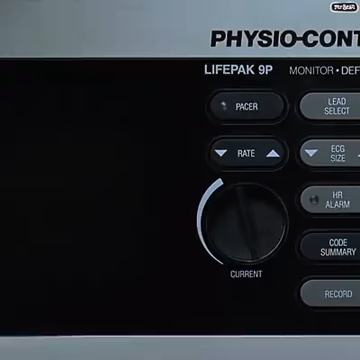 PHYSIO-CONT
LIFEPAK 9P MONITOR • DEF
PACER
LEAD
SELECT
RATE
ECG
SIZE
HR
ALARM
CODE
SUMMARY
CURRENT
RECORD